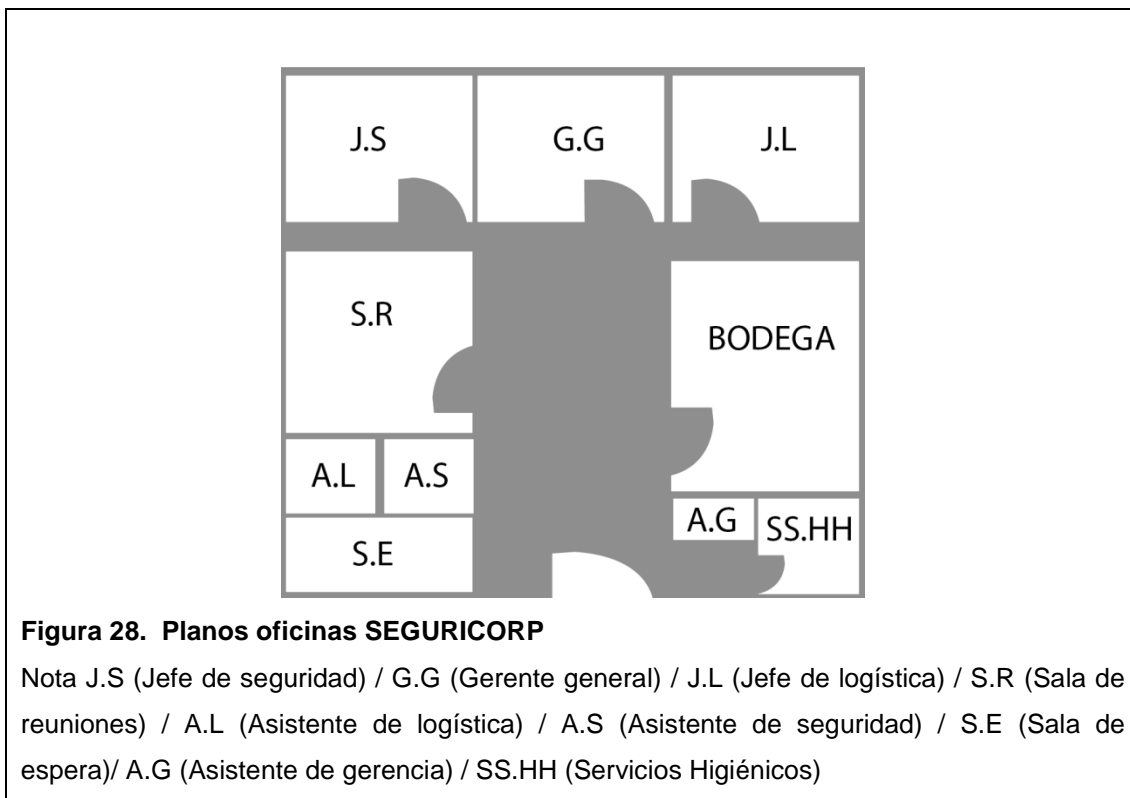 J.S
G.G
J.L
S.R
BODEGA
A.L
A.S
A.G
SS.HH
S.E
Figura 28. Planos oficinas SEGURICORP
Nota J.S (Jefe de seguridad) / G.G (Gerente general) / J.L (Jefe de logística) / S.R (Sala de
reuniones) / A.L (Asistente de logística) / A.S (Asistente de seguridad) / S.E (Sala de
espera)/ A.G (Asistente de gerencia) / SS.HH (Servicios Higiénicos)